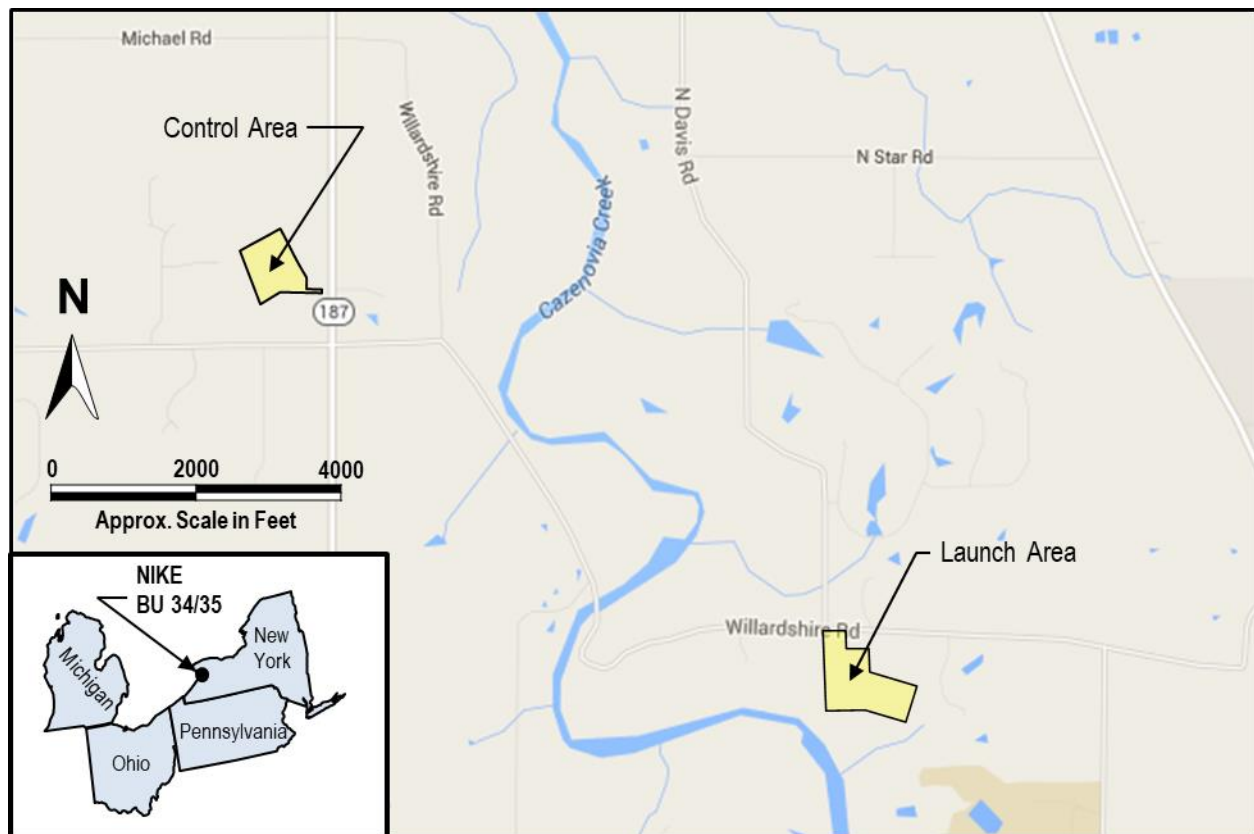 Michael Rd
Control Area
Willardshire Rd
N Davis Rd
N Star Rd
Cazenovia Creek
N
187
0 2000 4000
Approx. Scale in Feet
Launch Area
Willardshire Rd
NIKE
BU 34/35
New
York
Michigan
Pennsylvania
Ohio